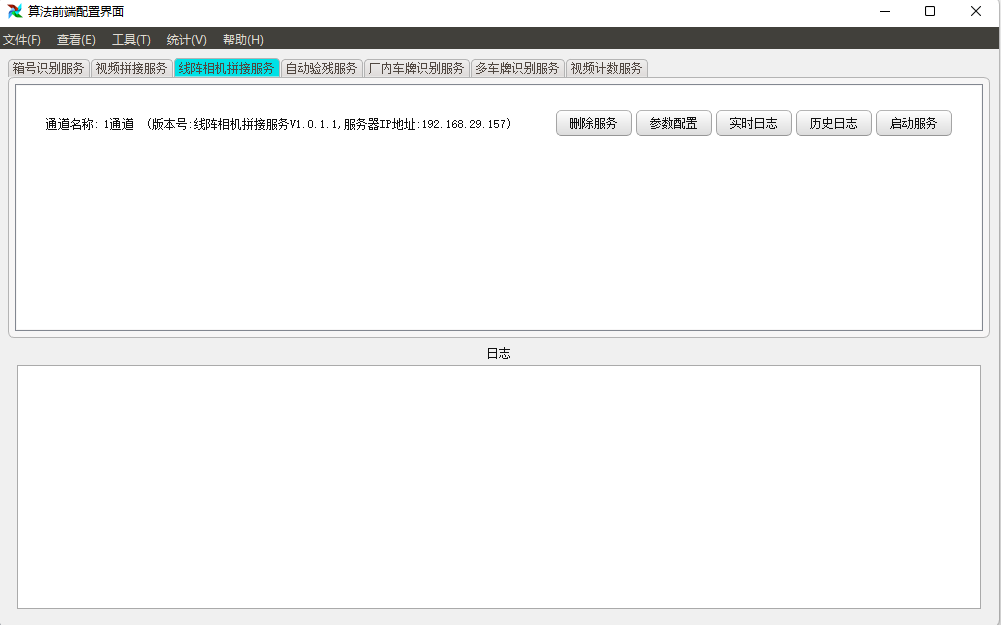 算法前端配置界面
文件(F) 查看(E) 工具(T) 统计(V) 帮助(H)
箱号识别服务 视频拼接服务 线阵相机拼接服务 自动验残服务 厂内车牌识别服务 多车牌识别服务 视频计数服务
通道名称: 1通道 (版本号:线阵相机拼接服务V1.0.1.1,服务器IP地址:192.168.29.157) 删除服务 参数配置 实时日志 历史日志 启动服务
日志